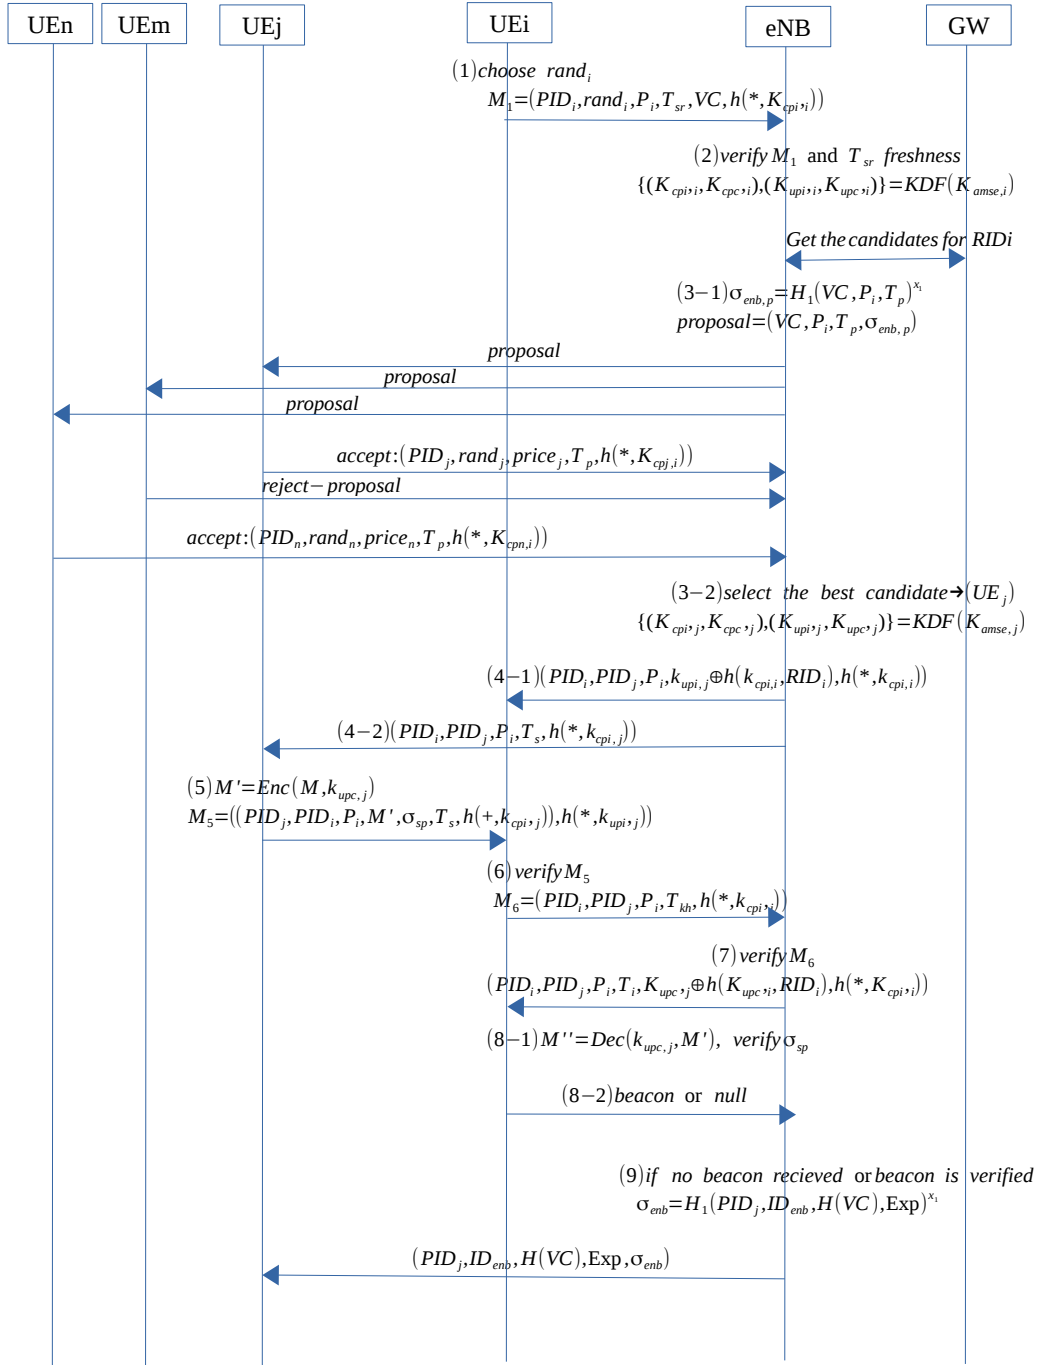 UEn UEm UEj UEi eNB GW
(1)choose rand_i
M_1=(PID_i,rand_i,P_i,T_sr,VC,h(*,K_cpi,i))
(2)verify M_1 and T_sr freshness
{(K_cpi,i,K_cpc,i),(K_upi,i,K_upc,i)}=KDF(K_amse,i)
Get the candidates for RIDi
(3−1)σ_enb,p=H_1(VC,P_i,T_p)^x_1
proposal=(VC,P_i,T_p,σ_enb,p)
proposal
proposal
proposal
accept:(PID_j,rand_j,price_j,T_p,h(*,K_cpj,i))
reject−proposal
accept:(PID_n,rand_n,price_n,T_p,h(*,K_cpn,i))
(3−2)select the best candidate→(UE_j)
{(K_cpi,j,K_cpc,j),(K_upi,j,K_upc,j)}=KDF(K_amse,j)
(4−1)(PID_i,PID_j,P_i,k_upi,j⊕h(k_cpi,i,RID_i),h(*,k_cpi,i))
(4−2)(PID_i,PID_j,P_i,T_s,h(*,k_cpi,j))
(5)M'=Enc(M,k_upc,j)
M_5=((PID_j,PID_i,P_i,M',σ_sp,T_s,h(+,k_cpi,j)),h(*,k_upi,j))
(6)verify M_5
M_6=(PID_i,PID_j,P_i,T_kh,h(*,k_cpi,i))
(7)verify M_6
(PID_i,PID_j,P_i,T_i,K_upc,j⊕h(K_upc,i,RID_i),h(*,K_cpi,i))
(8−1)M''=Dec(k_upc,j,M'), verify σ_sp
(8−2)beacon or null
(9)if no beacon recieved or beacon is verified
σ_enb=H_1(PID_j,ID_enb,H(VC),Exp)^x_1
(PID_j,ID_enb,H(VC),Exp,σ_enb)